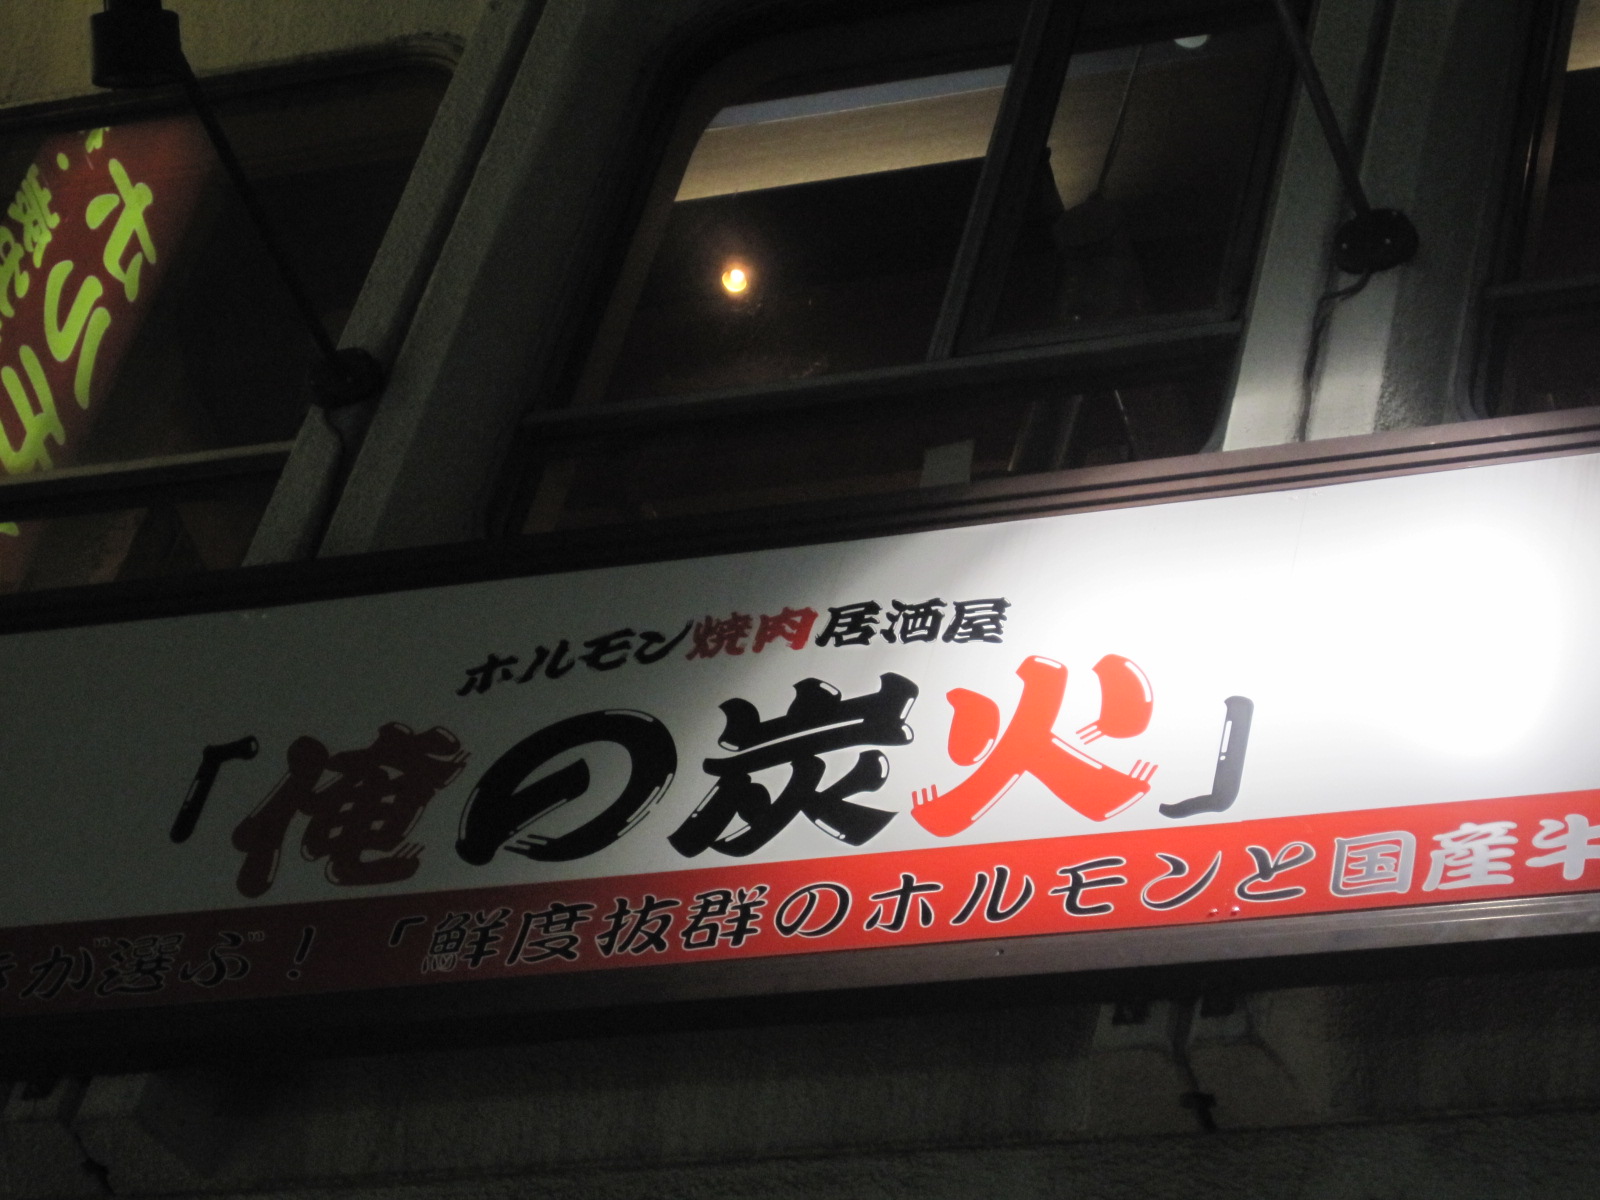 ホルモン焼肉居酒屋
「俺の炭火」
が選ぶ！「鮮度抜群のホルモンと国産牛